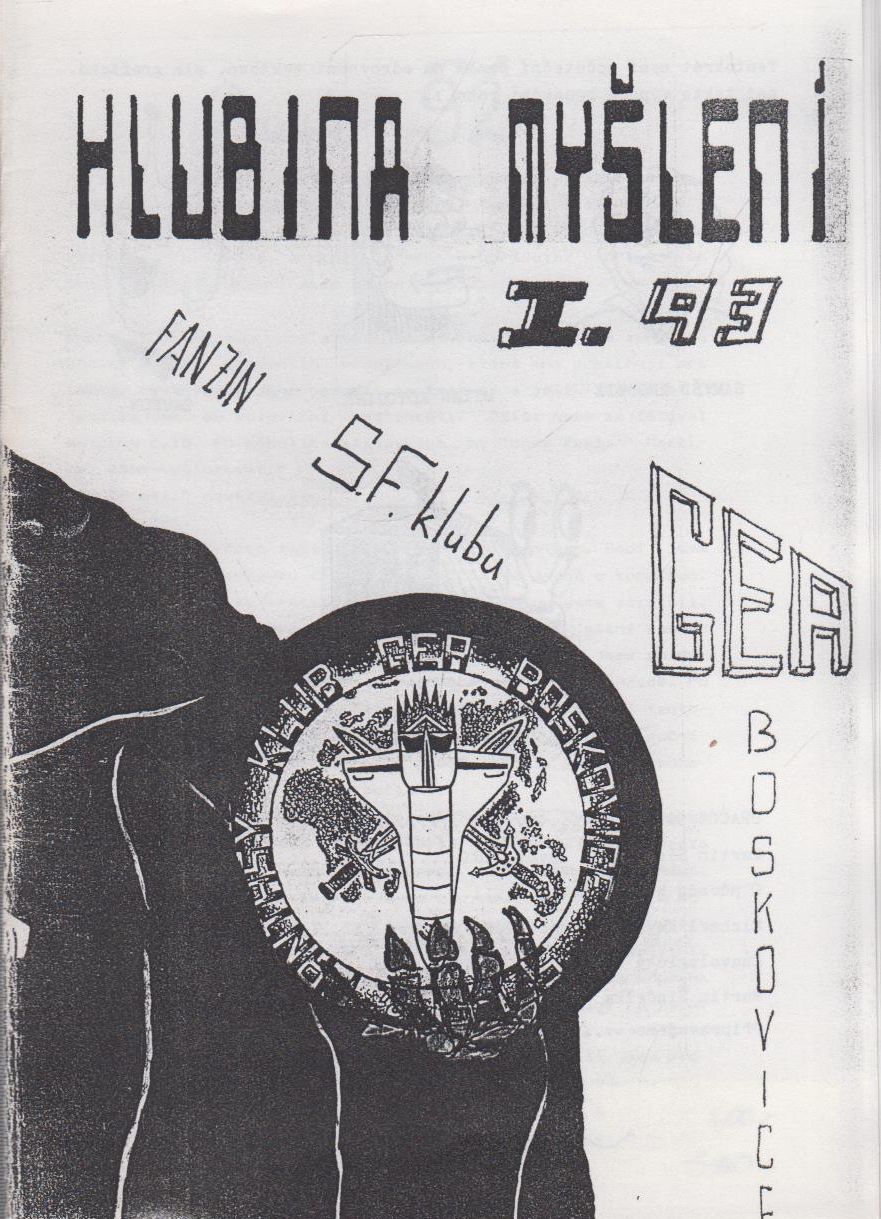 HLUBINA MYŠLENÍ
I. 93
FANZIN
S.F. klubu
GEA
BOSKOVICE
KLUB GEA BOSKOVICE